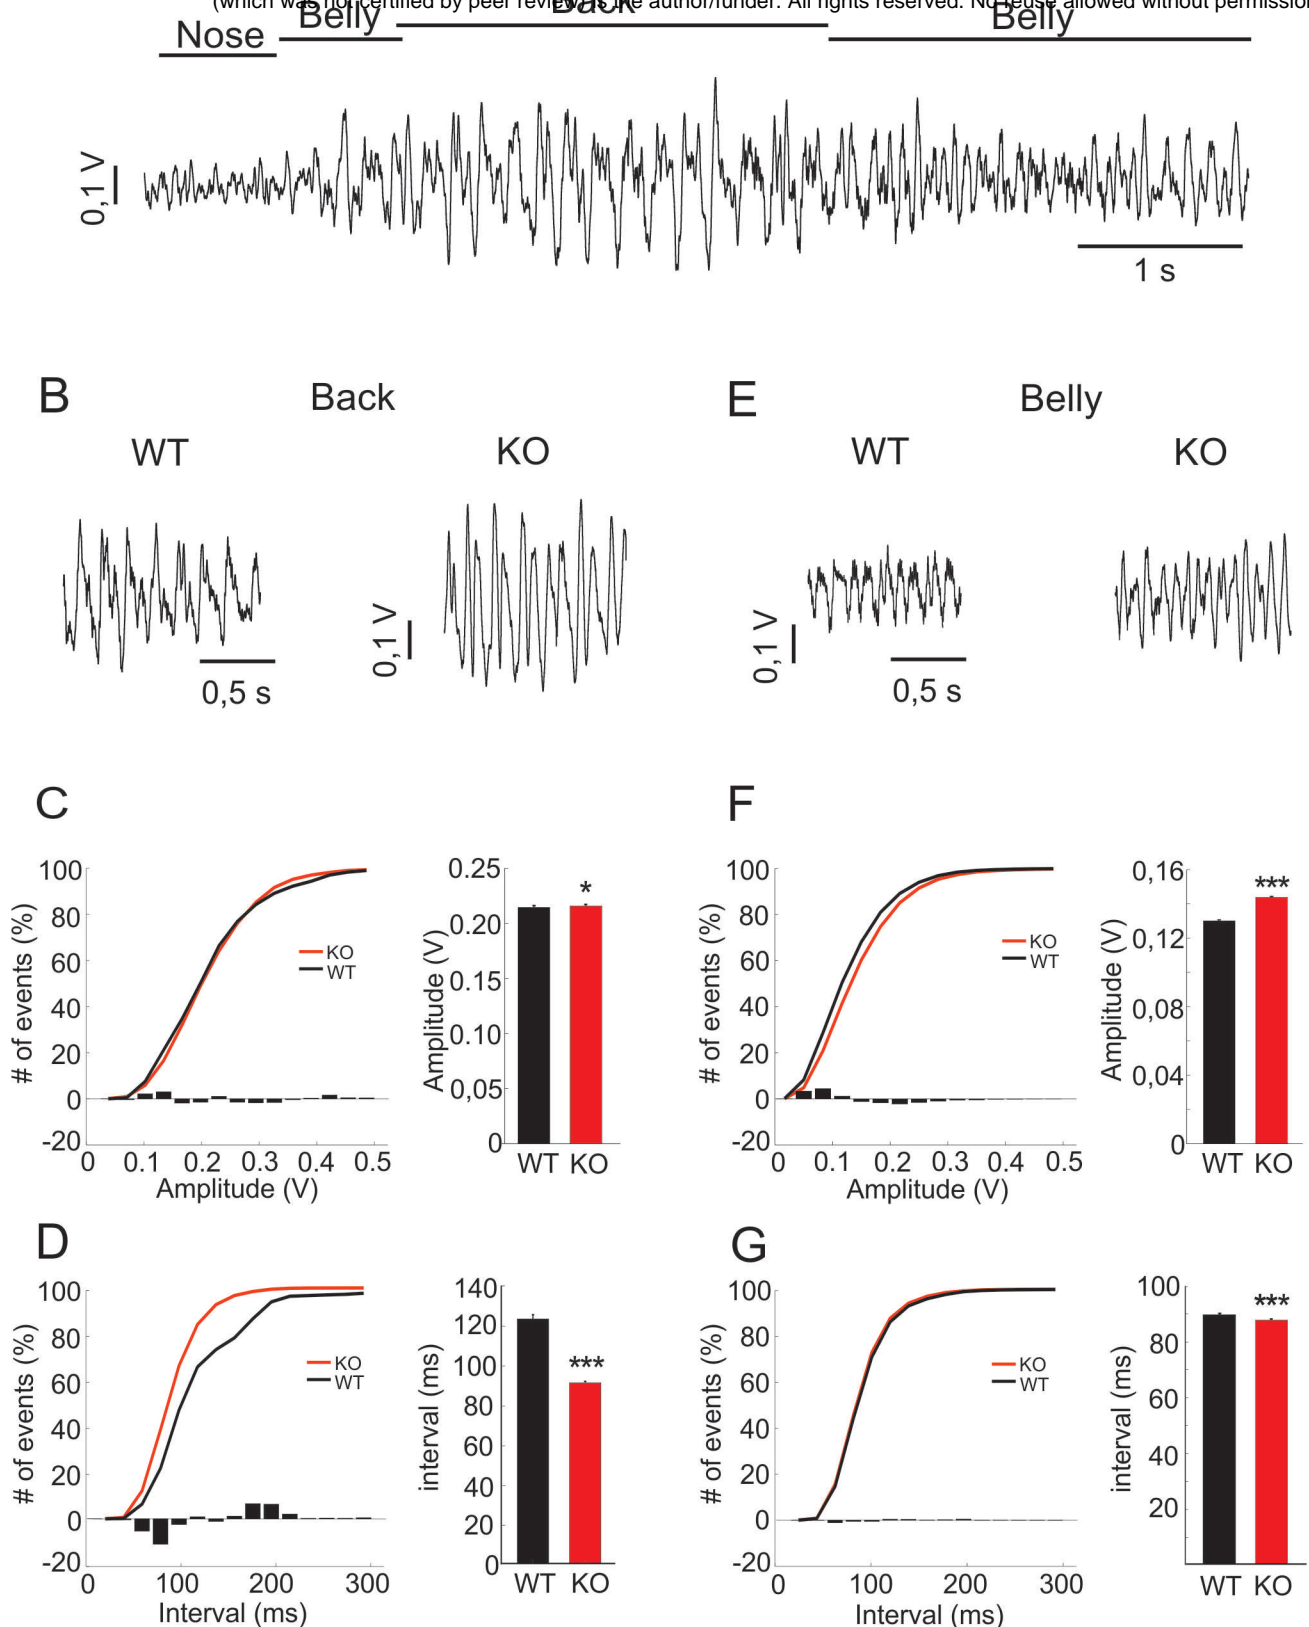 (which was not certified by peer review) is the author/funder. All rights reserved. No reuse allowed without permission
Nose Belly Back Belly
0,1 V
1 s
B Back
WT KO
0,1 V
0,5 s
E Belly
WT KO
0,1 V
0,5 s
C
# of events (%)
100
80
60
40
20
0
-20
KO
WT
0 0.1 0.2 0.3 0.4 0.5
Amplitude (V)
Amplitude (V)
0.25
0.20
0.15
0.10
0,05
0
*
WT KO
F
# of events (%)
100
80
60
40
20
0
-20
KO
WT
0 0.1 0.2 0.3 0.4 0.5
Amplitude (V)
Amplitude (V)
0,16
0,12
0,08
0,04
0
***
WT KO
D
# of events (%)
100
80
60
40
20
0
-20
KO
WT
0 100 200 300
Interval (ms)
interval (ms)
140
120
100
80
60
40
20
0
***
WT KO
G
# of events (%)
100
80
60
40
20
0
-20
KO
WT
0 100 200 300
Interval (ms)
interval (ms)
100
80
60
40
20
***
WT KO